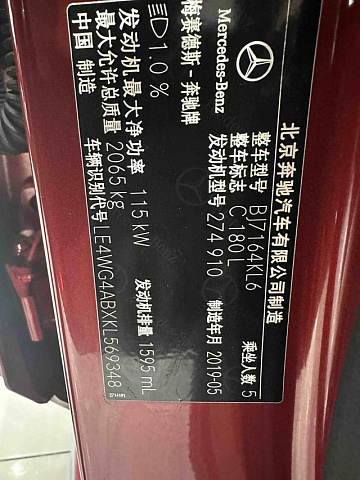 Mercedes-Benz
梅赛德斯-奔驰牌
北京奔驰汽车有限公司制造
整车型号 BJ7164KL6
整车标志 C 180 L
发动机型号 274 910
乘坐人数 5
制造年月 2019-05
1.0 %
发动机最大净功率 115 kW
发动机排量 1595 mL
最大允许总质量 2065 kg
中国 制造
车辆识别代号 LE4WG4ABXKL569348